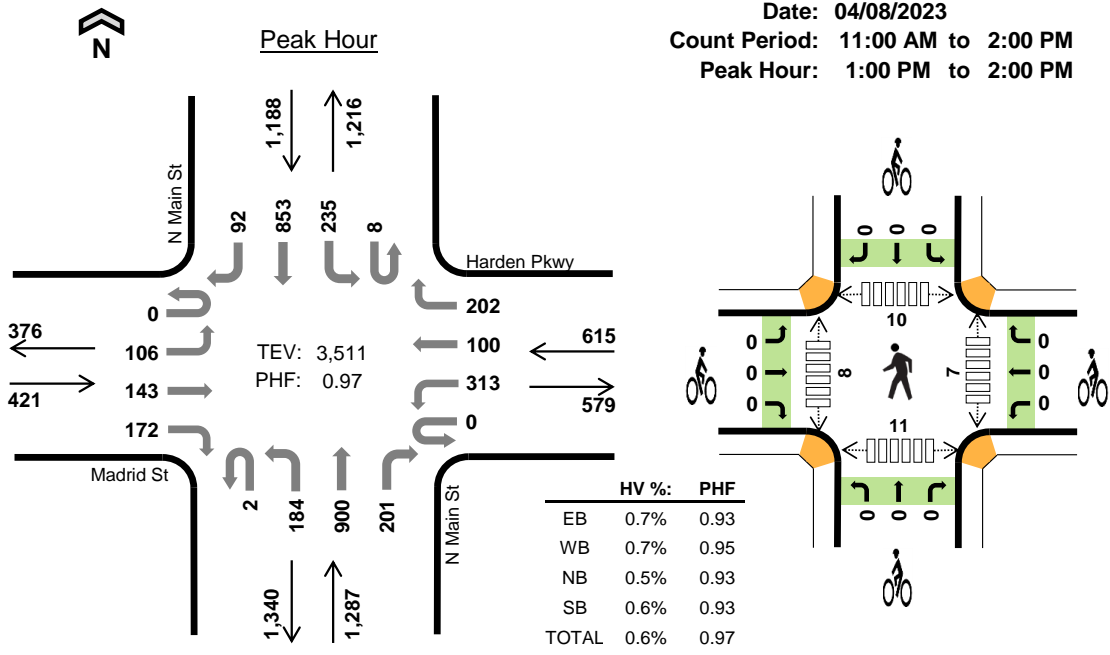 Date: 04/08/2023
Count Period: 11:00 AM to 2:00 PM
Peak Hour: 1:00 PM to 2:00 PM
N
Peak Hour
1,188
1,216
N Main St
92
853
235
8
Harden Pkwy
0
106
143
172
376
421
TEV: 3,511
PHF: 0.97
202
100
313
0
615
579
Madrid St
2
184
900
201
N Main St
1,340
1,287
HV %: PHF
EB 0.7% 0.93
WB 0.7% 0.95
NB 0.5% 0.93
SB 0.6% 0.93
TOTAL 0.6% 0.97
0 0 0
10
0
0
0
8
7
0
0
0
11
0 0 0